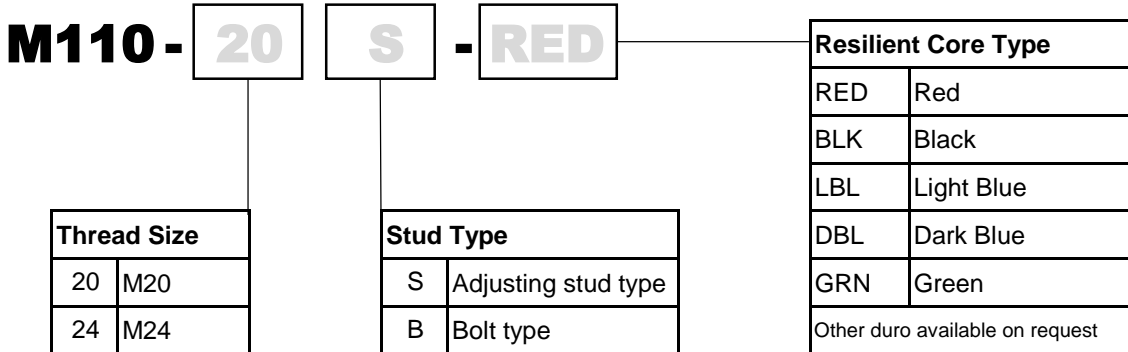 M110 - 20 S - RED
Resilient Core Type
RED Red
BLK Black
LBL Light Blue
DBL Dark Blue
GRN Green
Other duro available on request
Thread Size
20 M20
24 M24
Stud Type
S Adjusting stud type
B Bolt type